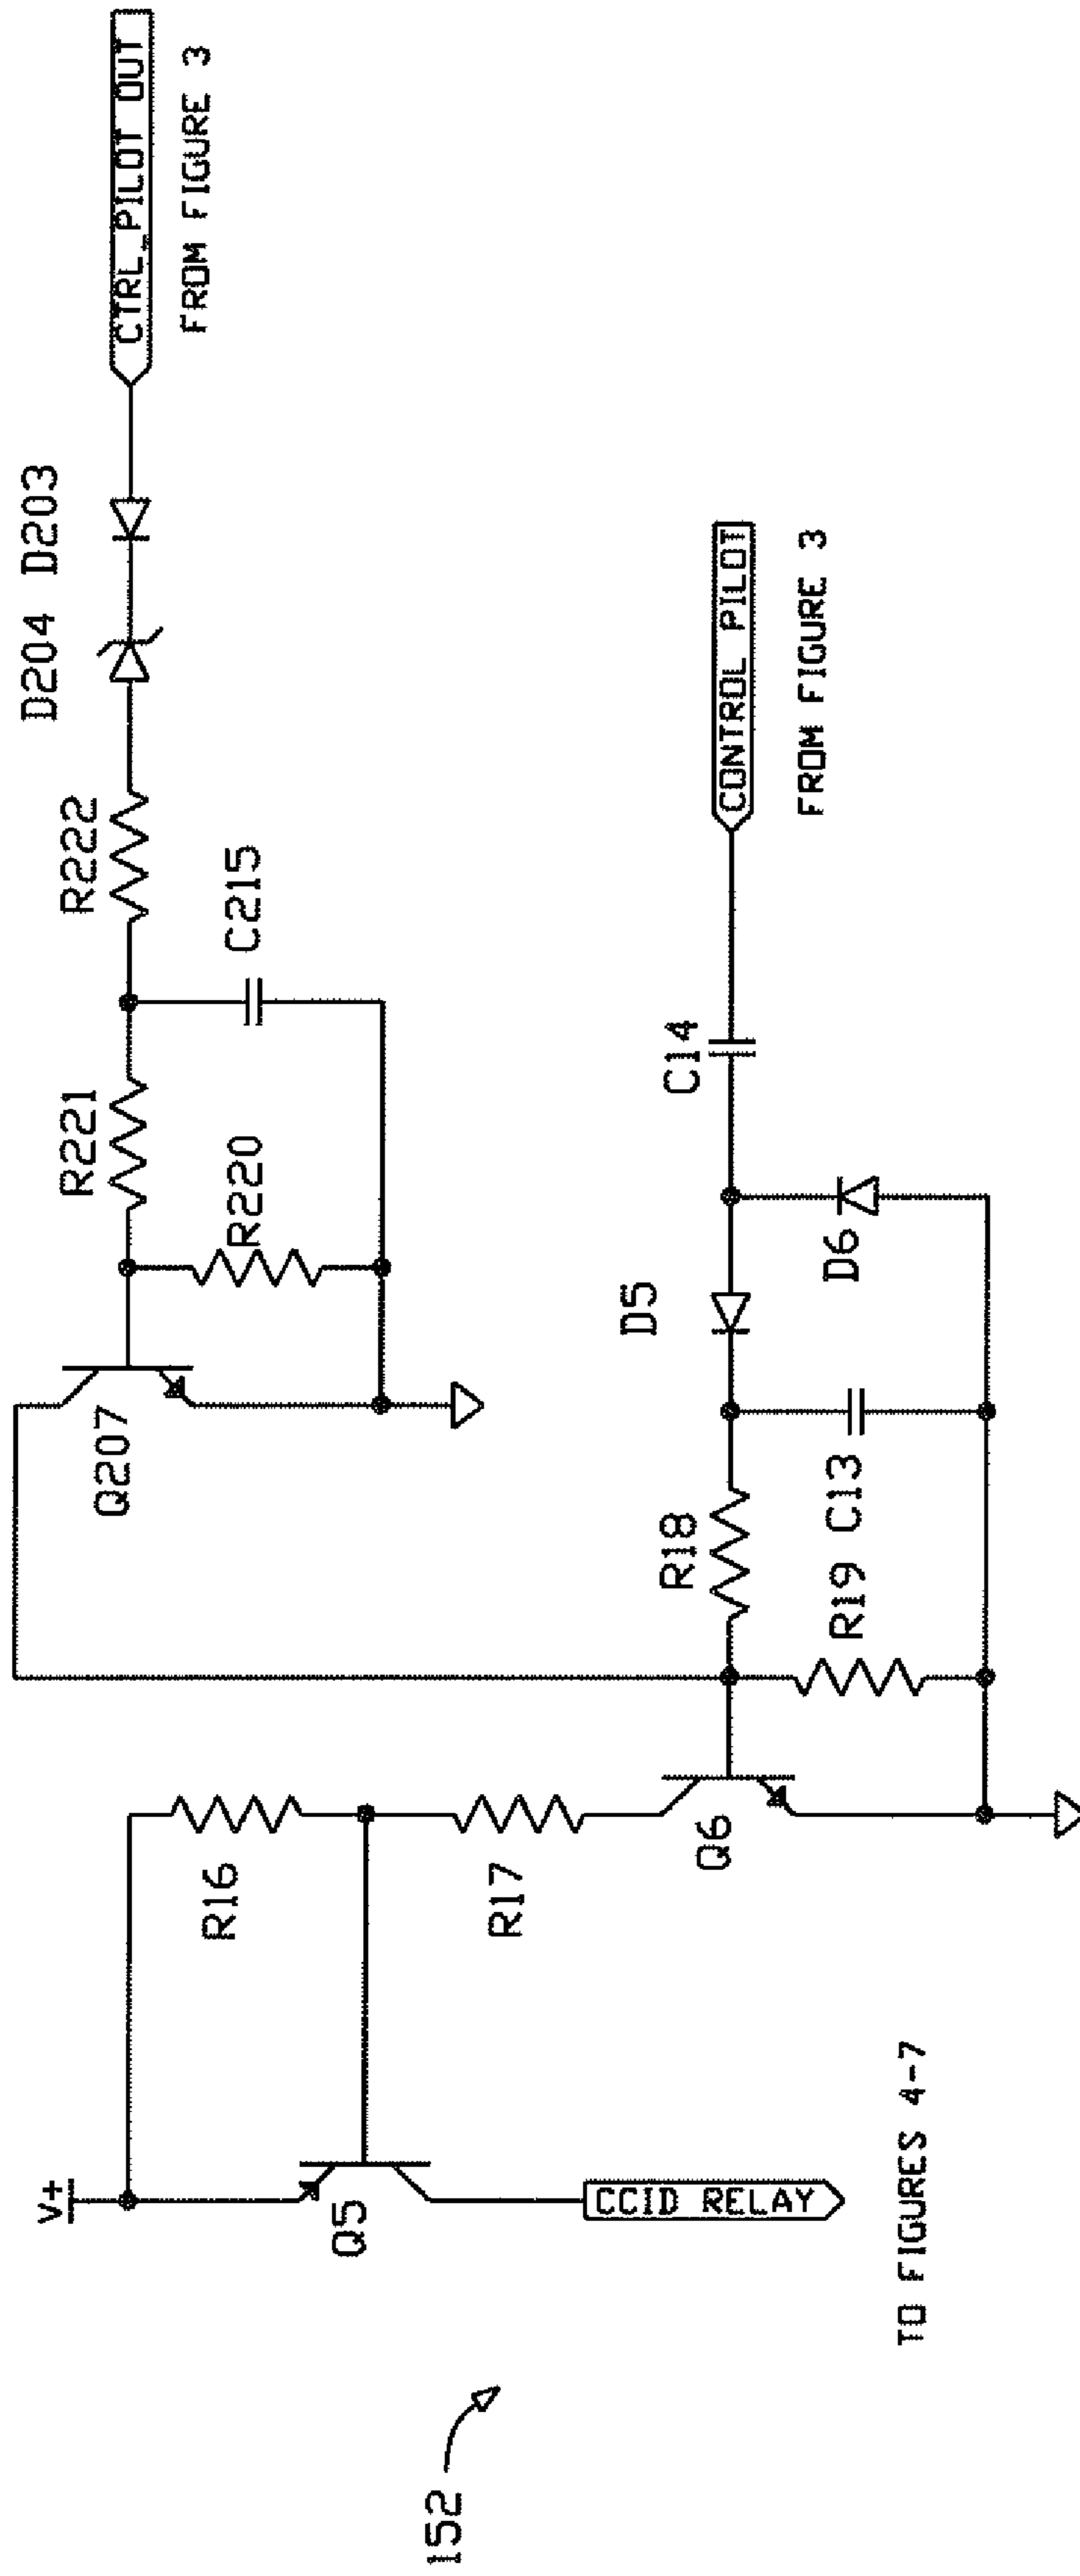 CTRL_PILOT OUT
FROM FIGURE 3
D204 D203
R222
C215
R221
R220
Q207
CONTROL PILOT
FROM FIGURE 3
C14
D6
D5
R18
R19 C13
V+
R16
R17
Q6
Q5
CCID RELAY
TO FIGURES 4-7
152